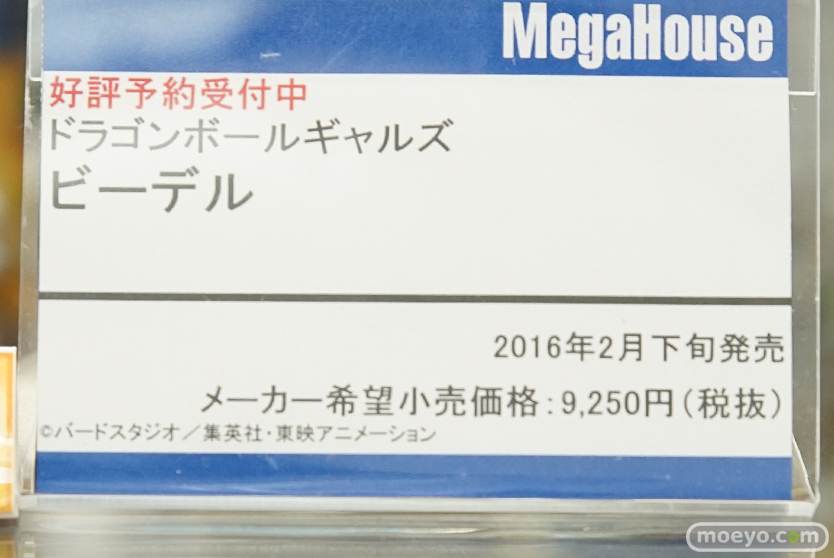 MegaHouse
好評予約受付中
ドラゴンボールギャルズ
ビーデル
2016年2月下旬発売
メーカー希望小売価格:9,250円(税抜)
©バードスタジオ/集英社・東映アニメーション
moeyo.com